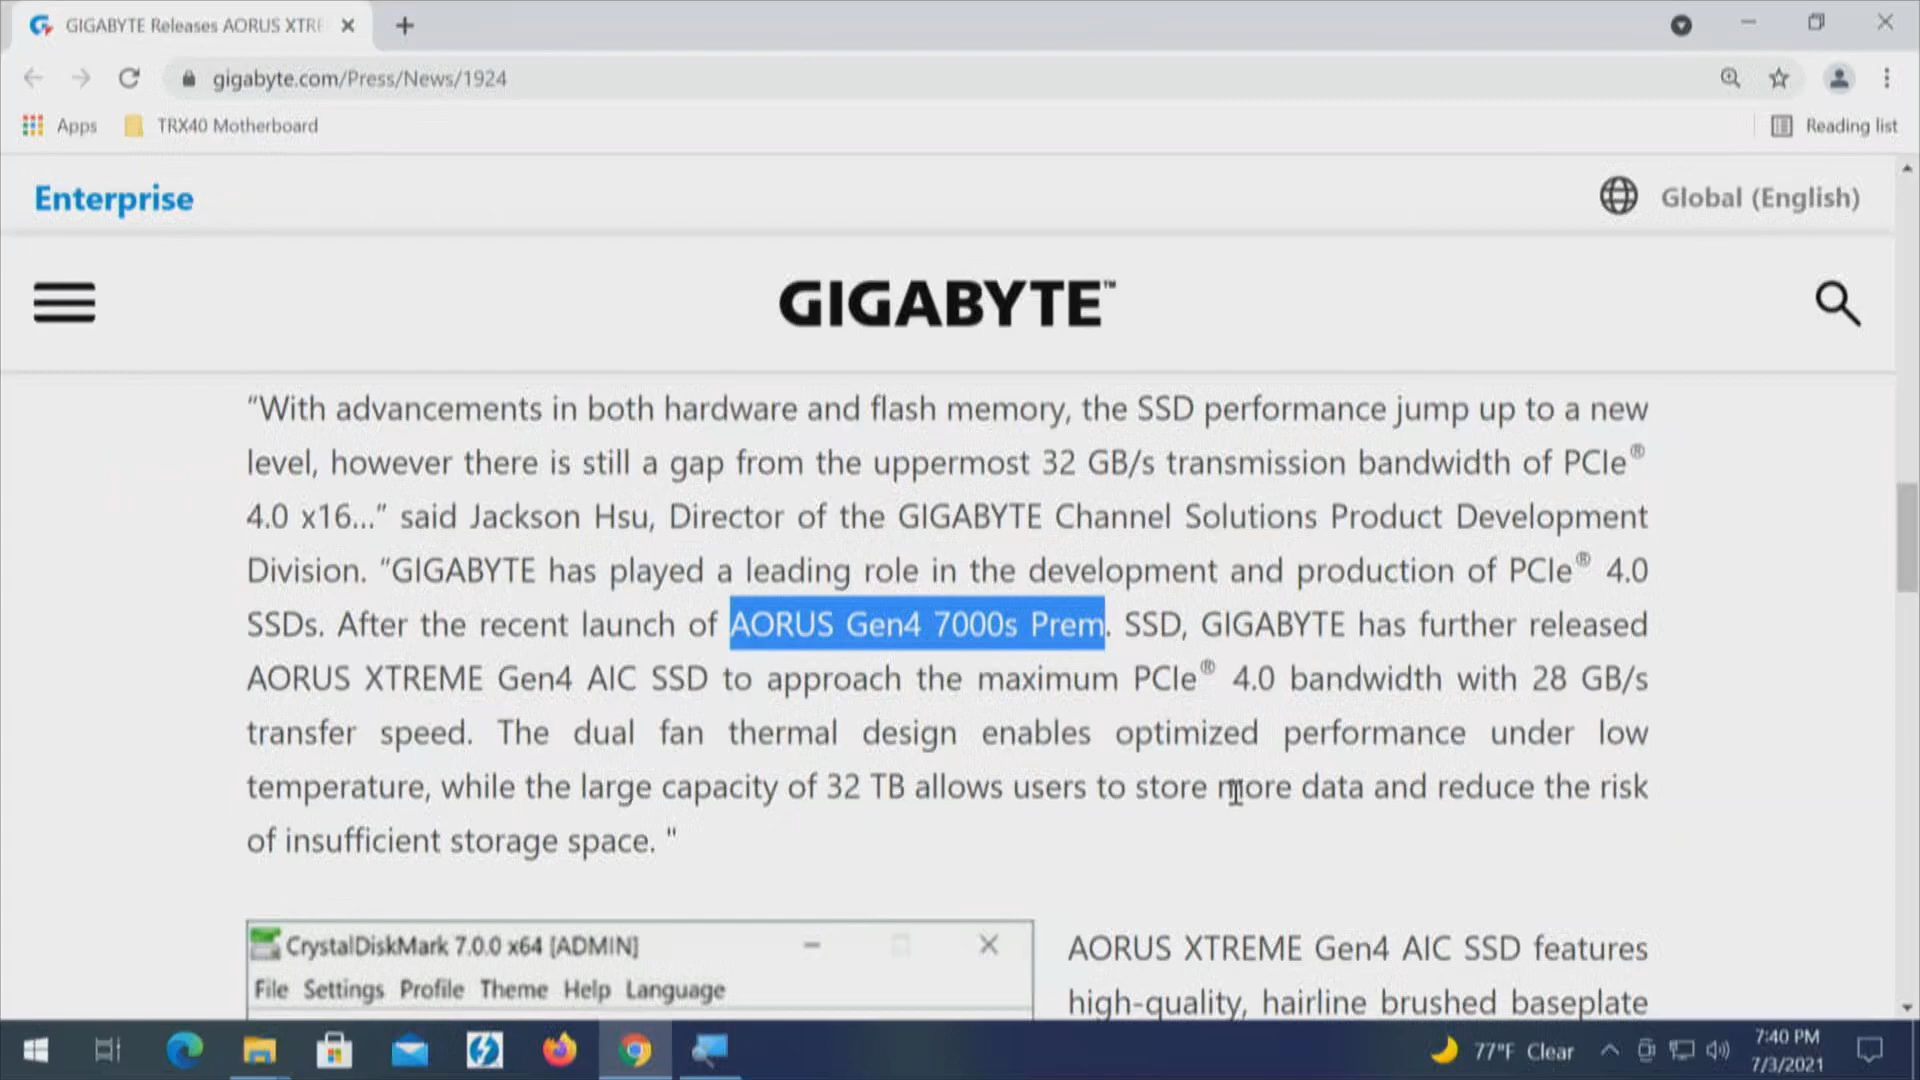 GIGABYTE Releases AORUS XTRE
gigabyte.com/Press/News/1924
Apps
TRX40 Motherboard
Reading list
Enterprise
Global (English)
GIGABYTE™
“With advancements in both hardware and flash memory, the SSD performance jump up to a new
level, however there is still a gap from the uppermost 32 GB/s transmission bandwidth of PCIe®
4.0 x16...” said Jackson Hsu, Director of the GIGABYTE Channel Solutions Product Development
Division. “GIGABYTE has played a leading role in the development and production of PCIe® 4.0
SSDs. After the recent launch of AORUS Gen4 7000s Prem. SSD, GIGABYTE has further released
AORUS XTREME Gen4 AIC SSD to approach the maximum PCIe® 4.0 bandwidth with 28 GB/s
transfer speed. The dual fan thermal design enables optimized performance under low
temperature, while the large capacity of 32 TB allows users to store more data and reduce the risk
of insufficient storage space. "
CrystalDiskMark 7.0.0 x64 [ADMIN]
File Settings Profile Theme Help Language
AORUS XTREME Gen4 AIC SSD features
high-quality, hairline brushed baseplate
77°F Clear
7:40 PM
7/3/2021